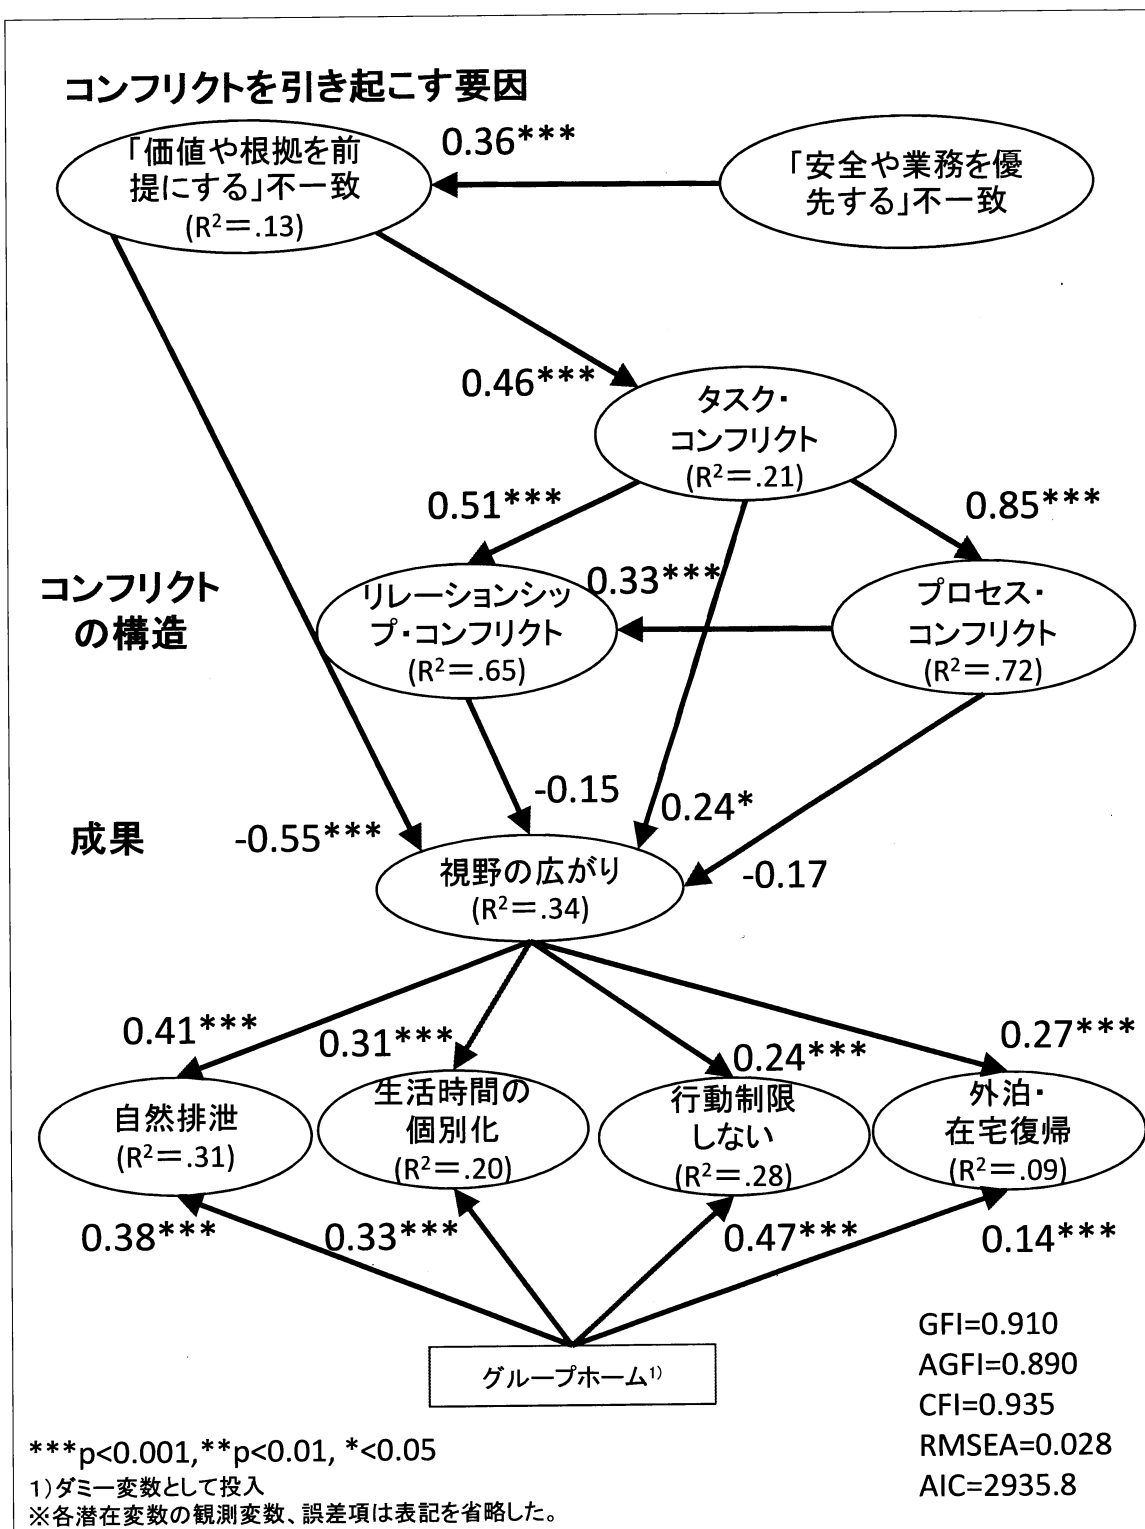 コンフリクトを引き起こす要因
「価値や根拠を前
提にする」不一致
(R²＝.13)
0.36***
「安全や業務を優
先する」不一致
0.46***
タスク・
コンフリクト
(R²＝.21)
0.51***
0.85***
コンフリクト
の構造
リレーションシッ
プ・コンフリクト
(R²＝.65)
0.33***
プロセス・
コンフリクト
(R²＝.72)
成果
-0.55***
-0.15
0.24*
-0.17
視野の広がり
(R²＝.34)
0.41***
0.31***
0.24***
0.27***
自然排泄
(R²＝.31)
生活時間の
個別化
(R²＝.20)
行動制限
しない
(R²＝.28)
外泊・
在宅復帰
(R²＝.09)
0.38***
0.33***
0.47***
0.14***
グループホーム¹⁾
GFI=0.910
AGFI=0.890
CFI=0.935
RMSEA=0.028
AIC=2935.8
***p<0.001,**p<0.01, *<0.05
1)ダミー変数として投入
※各潜在変数の観測変数、誤差項は表記を省略した。